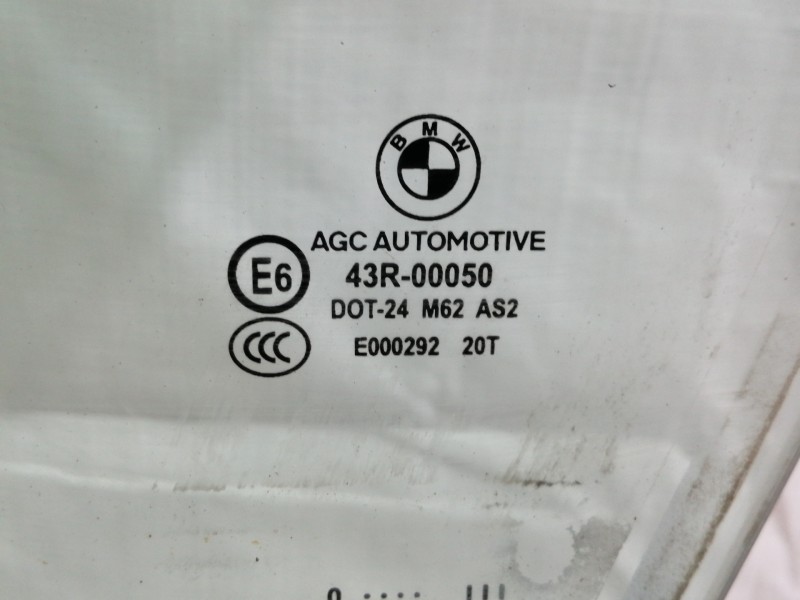 BMW
AGC AUTOMOTIVE
E6 43R-00050
DOT-24 M62 AS2
CCC E000292 20T